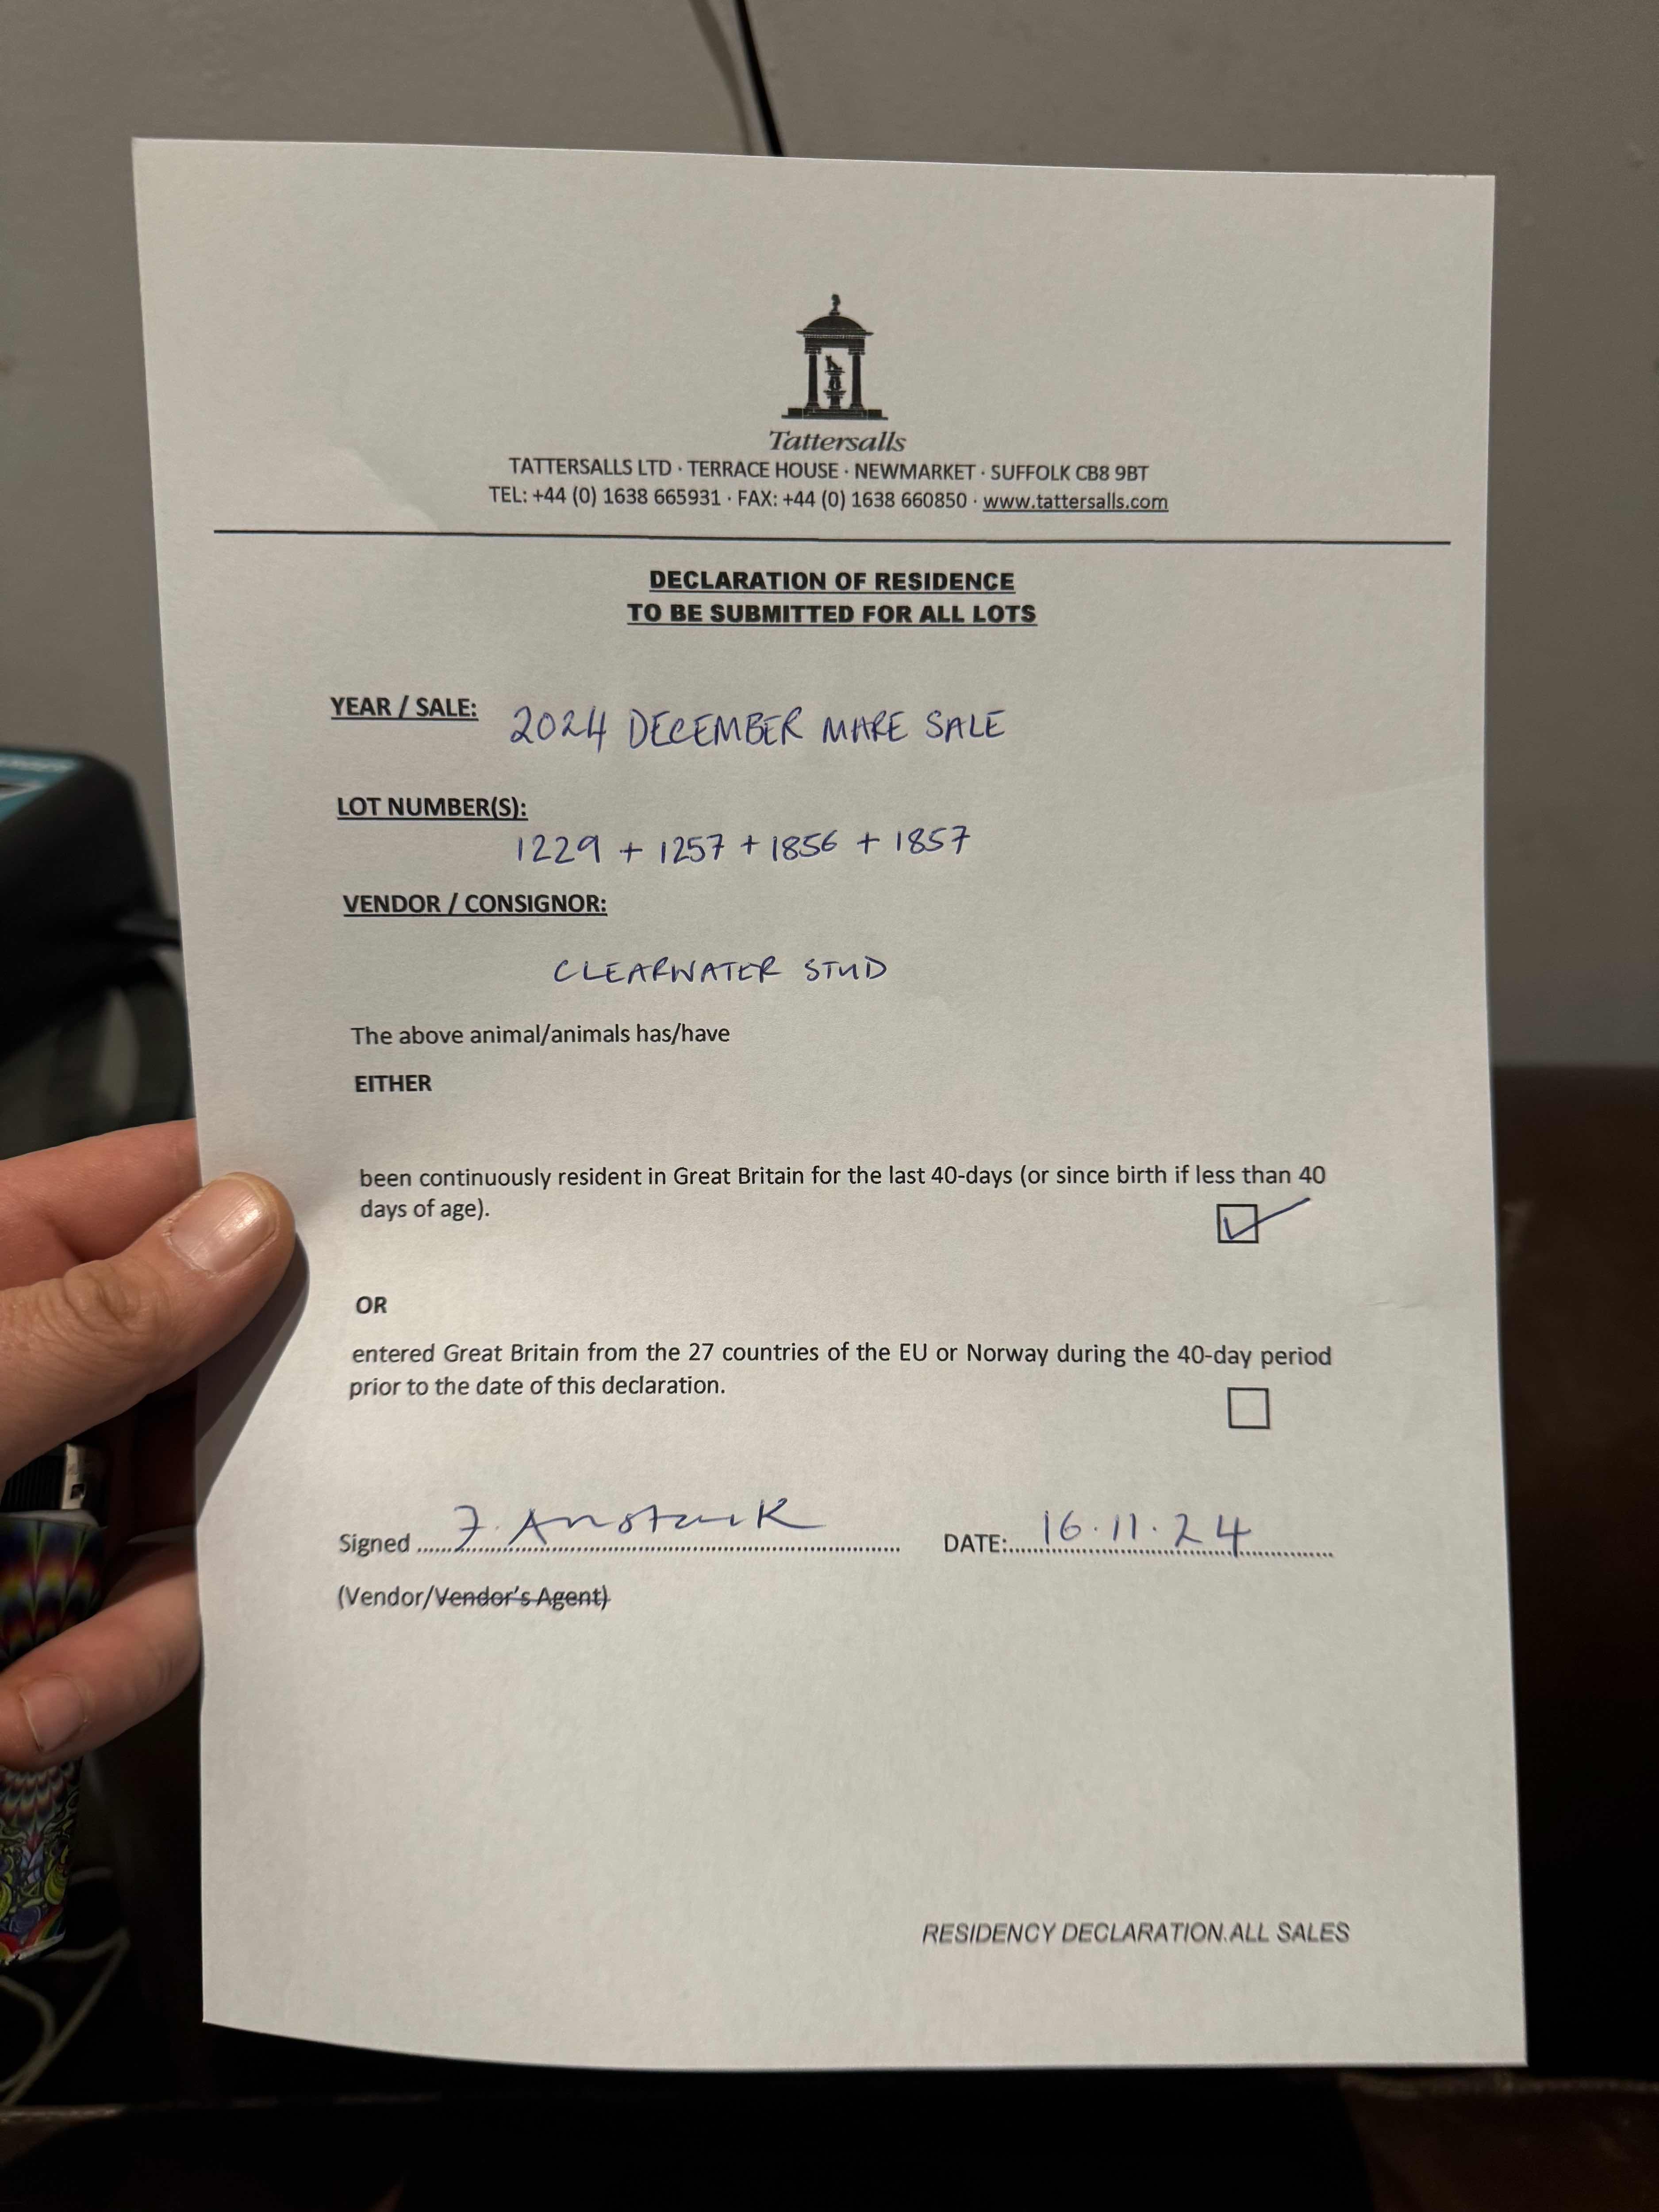 Tattersalls
TATTERSALLS LTD · TERRACE HOUSE · NEWMARKET · SUFFOLK CB8 9BT
TEL: +44 (0) 1638 665931 · FAX: +44 (0) 1638 660850 · www.tattersalls.com
DECLARATION OF RESIDENCE
TO BE SUBMITTED FOR ALL LOTS
YEAR / SALE: 2024 DECEMBER MARE SALE
LOT NUMBER(S):
1229 + 1257 + 1856 + 1857
VENDOR / CONSIGNOR:
CLEARWATER STUD
The above animal/animals has/have
EITHER
been continuously resident in Great Britain for the last 40-days (or since birth if less than 40
days of age).
OR
entered Great Britain from the 27 countries of the EU or Norway during the 40-day period
prior to the date of this declaration.
Signed DATE: 16.11.24
(Vendor/Vendor's Agent)
RESIDENCY DECLARATION.ALL SALES